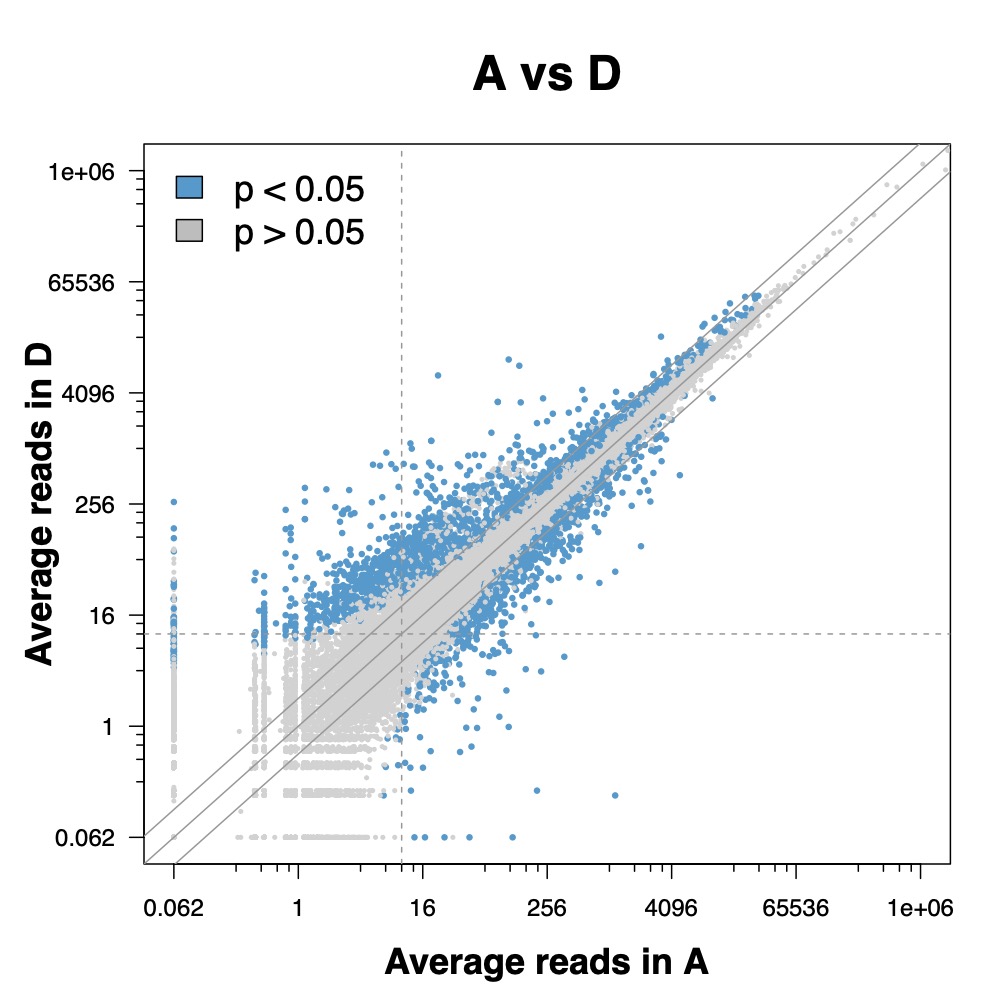 A vs D
p < 0.05
p > 0.05
1e+06
65536
4096
256
16
1
0.062
Average reads in D
0.062 1 16 256 4096 65536 1e+06
Average reads in A